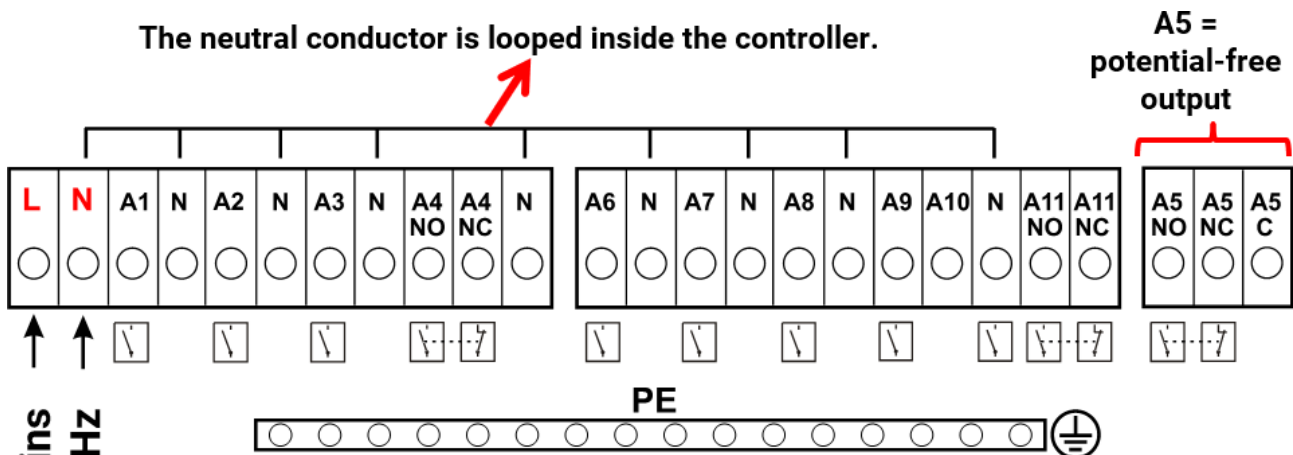 The neutral conductor is looped inside the controller.
A5 =
potential-free
output
L N A1 N A2 N A3 N A4 NO A4 NC N
A6 N A7 N A8 N A9 A10 N A11 NO A11 NC
A5 NO A5 NC A5 C
PE
Hz